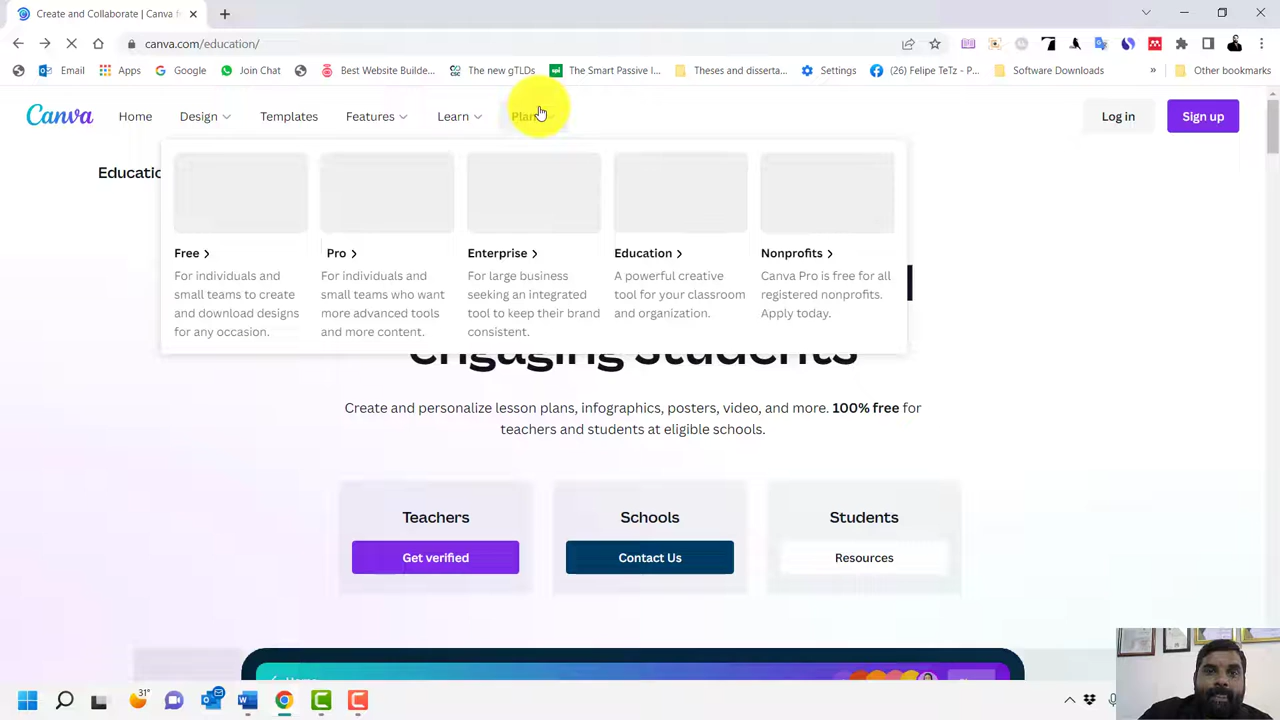 Create and Collaborate | Canva f
canva.com/education/
Email
Apps
Google
Join Chat
Best Website Builde...
The new gTLDs
The Smart Passive I...
Theses and disserta...
Settings
(26) Felipe TeTz - P...
Software Downloads
»
Other bookmarks
Canva
Home
Design
Templates
Features
Learn
Plan
Log in
Sign up
Educatio
Free >
For individuals and
small teams to create
and download designs
for any occasion.
Pro >
For individuals and
small teams who want
more advanced tools
and more content.
Enterprise >
For large business
seeking an integrated
tool to keep their brand
consistent.
Education >
A powerful creative
tool for your classroom
and organization.
Nonprofits >
Canva Pro is free for all
registered nonprofits.
Apply today.
Engaging Students
Create and personalize lesson plans, infographics, posters, video, and more. 100% free for
teachers and students at eligible schools.
Teachers
Get verified
Schools
Contact Us
Students
Resources
31°